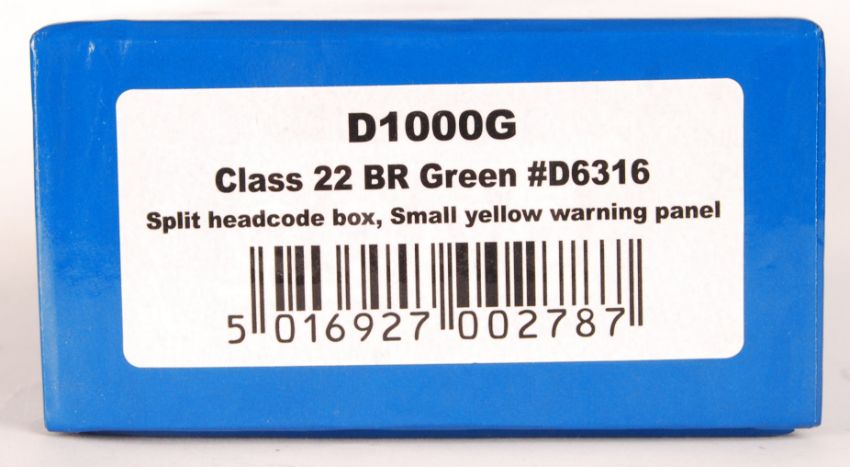 D1000G
Class 22 BR Green #D6316
Split headcode box, Small yellow warning panel
5 016927 002787